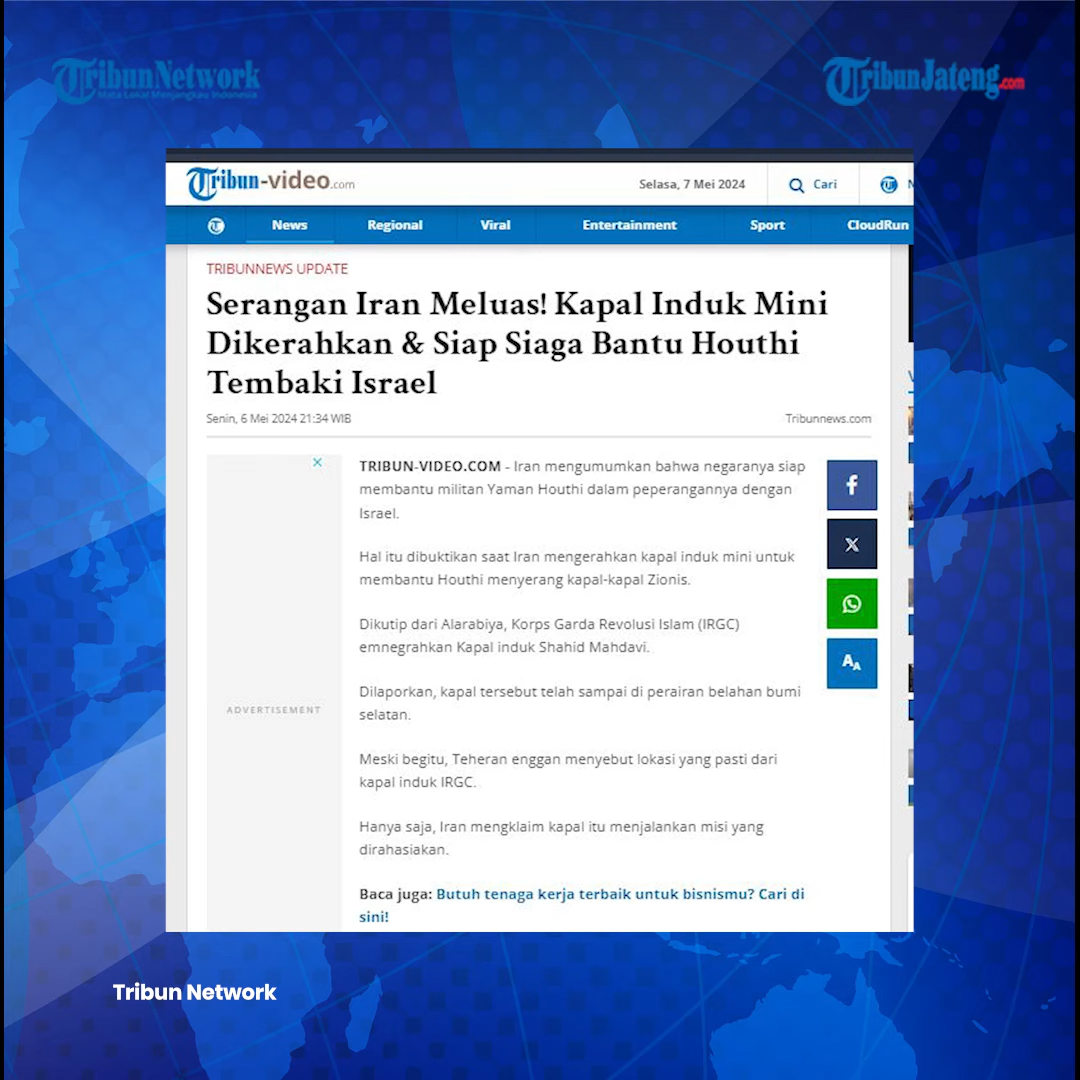 TribunNetwork
Mata Lokal Menjangkau Indonesia
TribunJateng.com
Tribun-video.com
Selasa, 7 Mei 2024
Cari
N
News
Regional
Viral
Entertainment
Sport
CloudRun
TRIBUNNEWS UPDATE
Serangan Iran Meluas! Kapal Induk Mini
Dikerahkan & Siap Siaga Bantu Houthi
Tembaki Israel
Senin, 6 Mei 2024 21:34 WIB
Tribunnews.com
TRIBUN-VIDEO.COM - Iran mengumumkan bahwa negaranya siap
membantu militan Yaman Houthi dalam peperangannya dengan
Israel.
Hal itu dibuktikan saat Iran mengerahkan kapal induk mini untuk
membantu Houthi menyerang kapal-kapal Zionis.
Dikutip dari Alarabiya, Korps Garda Revolusi Islam (IRGC)
emnegrahkan Kapal induk Shahid Mahdavi.
Dilaporkan, kapal tersebut telah sampai di perairan belahan bumi
selatan.
Meski begitu, Teheran enggan menyebut lokasi yang pasti dari
kapal induk IRGC.
Hanya saja, Iran mengklaim kapal itu menjalankan misi yang
dirahasiakan.
Baca juga: Butuh tenaga kerja terbaik untuk bisnismu? Cari di
sini!
ADVERTISEMENT
AA
Tribun Network